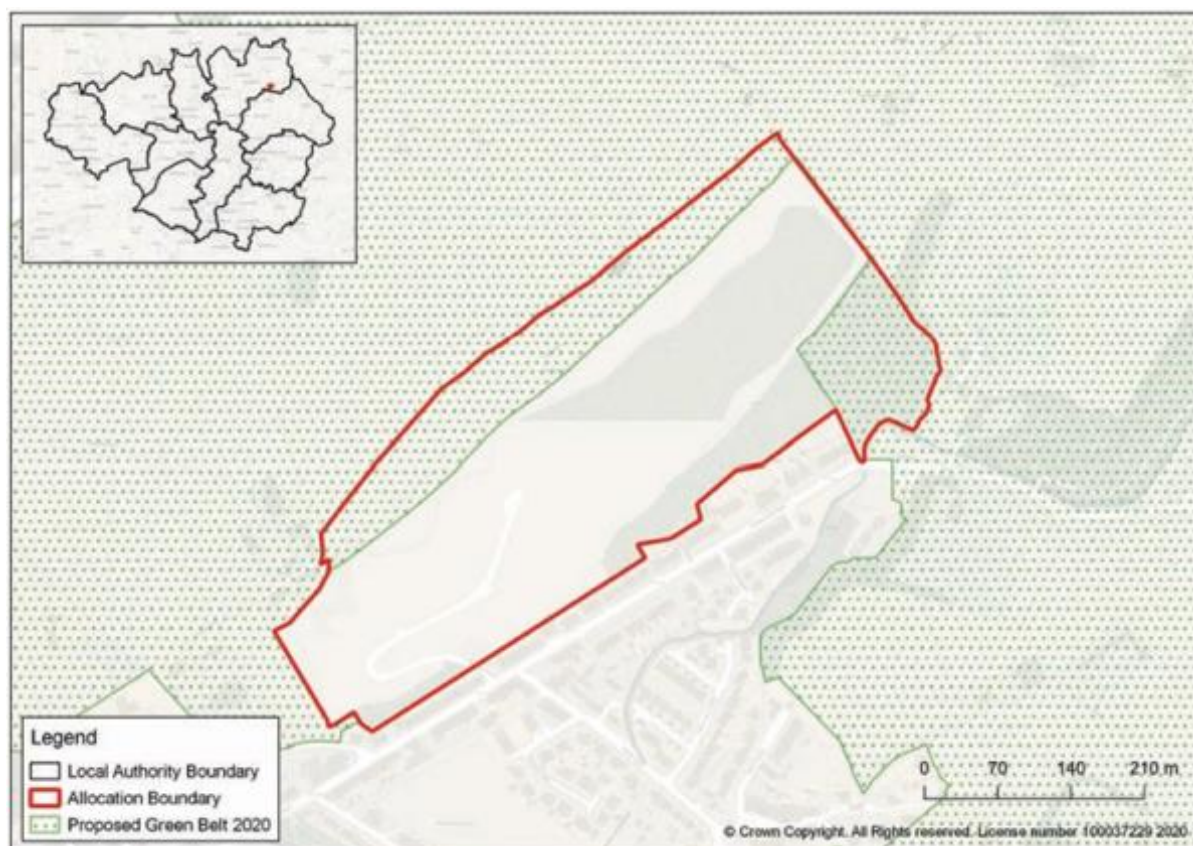 Legend
Local Authority Boundary
Allocation Boundary
Proposed Green Belt 2020
0 70 140 210 m
© Crown Copyright. All Rights reserved. License number 100037229 2020